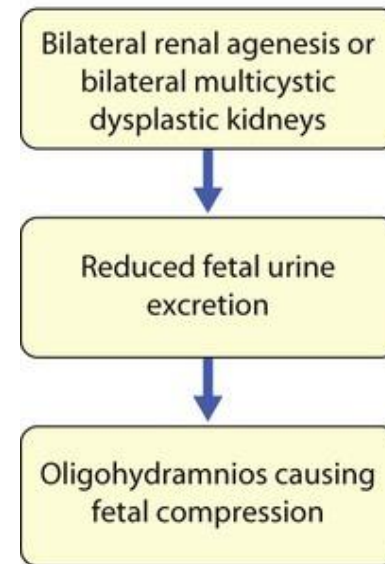 Bilateral renal agenesis or
bilateral multicystic
dysplastic kidneys
Reduced fetal urine
excretion
Oligohydramnios causing
fetal compression